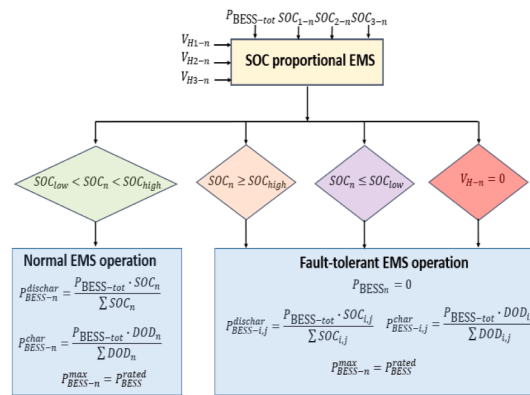 P_BESS−tot SOC_1−n SOC_2−n SOC_3−n
V_H1−n
V_H2−n
V_H3−n
SOC proportional EMS
SOC_low < SOC_n < SOC_high
SOC_n ≥ SOC_high
SOC_n ≤ SOC_low
V_H−n = 0
Normal EMS operation
P^dischar_BESS−n = P_BESS−tot · SOC_n / ∑ SOC_n
P^char_BESS−n = P_BESS−tot · DOD_n / ∑ DOD_n
P^max_BESS−n = P^rated_BESS
Fault-tolerant EMS operation
P_BESSn = 0
P^dischar_BESS−i,j = P_BESS−tot · SOC_i,j / ∑ SOC_i,j
P^char_BESS−i,j = P_BESS−tot · DOD_i / ∑ DOD_i,j
P^max_BESS−n = P^rated_BESS